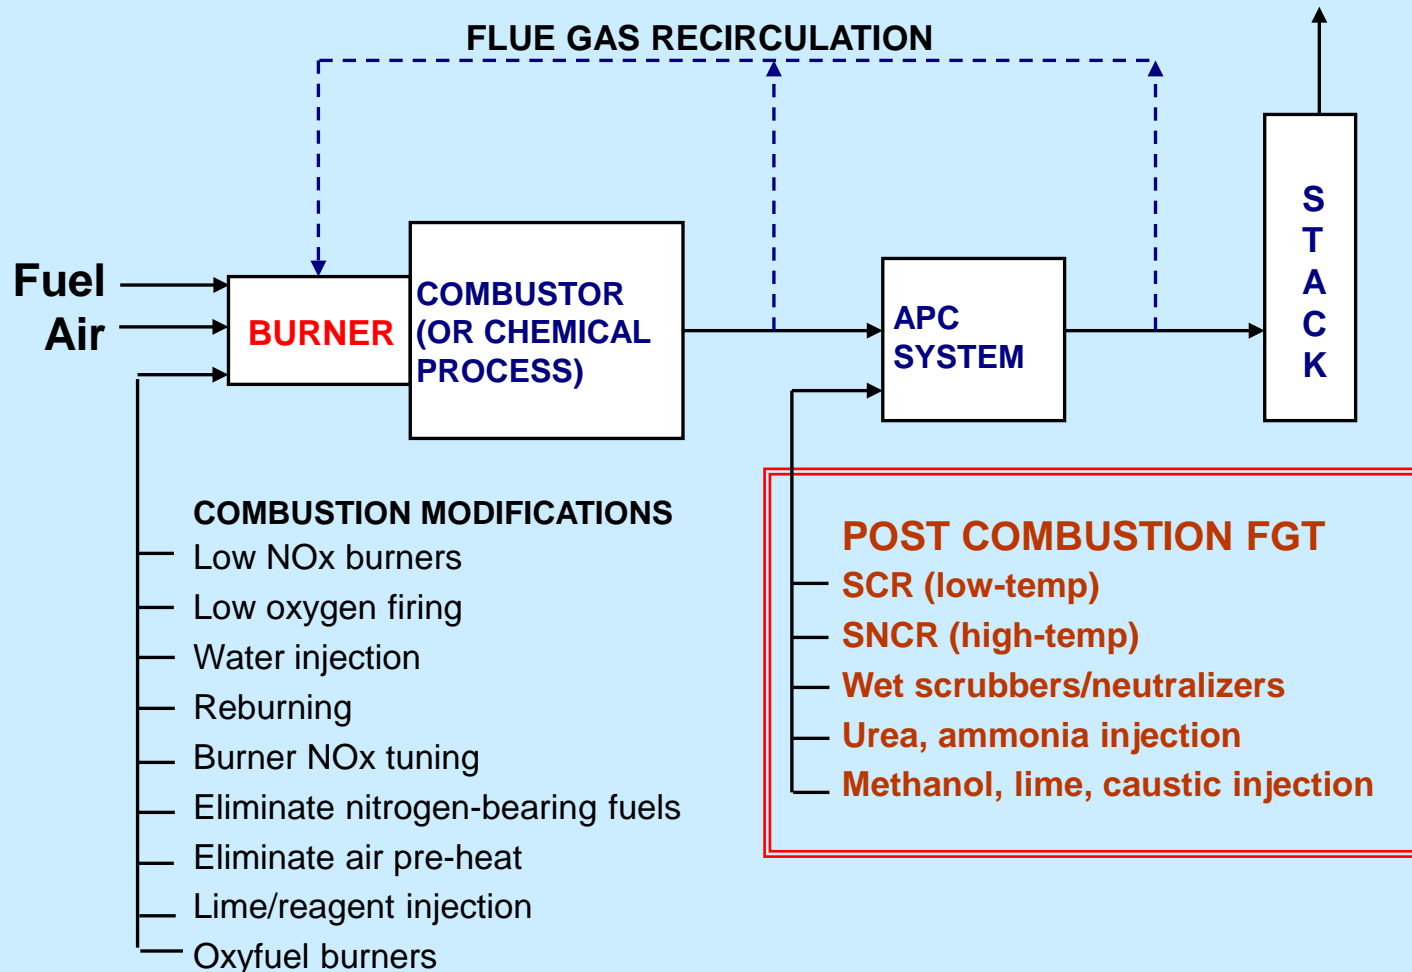 FLUE GAS RECIRCULATION
Fuel
Air
BURNER
COMBUSTOR
(OR CHEMICAL
PROCESS)
APC
SYSTEM
S
T
A
C
K
COMBUSTION MODIFICATIONS
Low NOx burners
Low oxygen firing
Water injection
Reburning
Burner NOx tuning
Eliminate nitrogen-bearing fuels
Eliminate air pre-heat
Lime/reagent injection
Oxyfuel burners
POST COMBUSTION FGT
SCR (low-temp)
SNCR (high-temp)
Wet scrubbers/neutralizers
Urea, ammonia injection
Methanol, lime, caustic injection